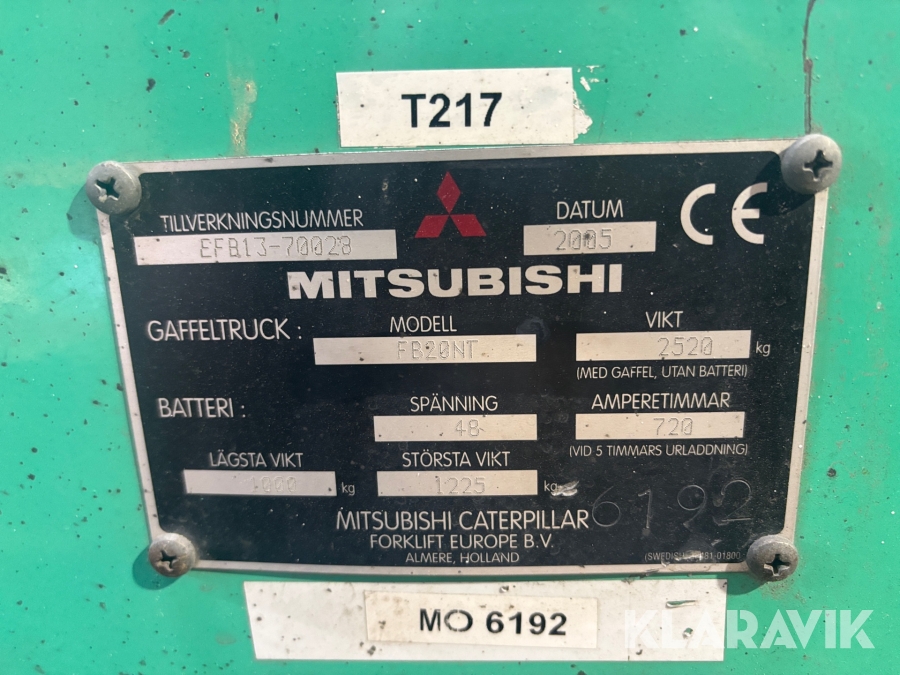 T217
TILLVERKNINGSNUMMER
EFB13-70028
DATUM
2005
CE
MITSUBISHI
GAFFELTRUCK :
MODELL
FB20NT
VIKT
2520 kg
(MED GAFFEL, UTAN BATTERI)
BATTERI :
SPÄNNING
48
AMPERETIMMAR
720
(VID 5 TIMMARS URLADDNING)
LÄGSTA VIKT
1000 kg
STÖRSTA VIKT
1225 kg
6192
MITSUBISHI CATERPILLAR
FORKLIFT EUROPE B.V.
ALMERE, HOLLAND
MO 6192
KLARAVIK